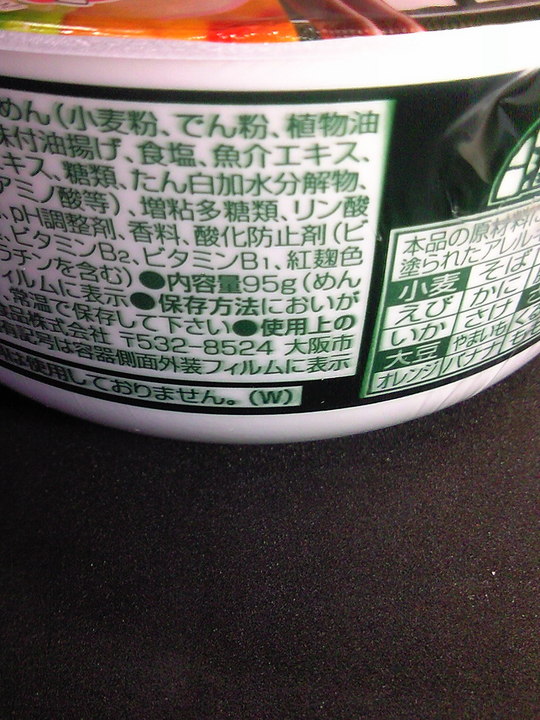 めん(小麦粉、でん粉、植物油
味付油揚げ、食塩、魚介エキス、
キス、糖類、たん白加水分解物、
アミノ酸等)、増粘多糖類、リン酸
、pH調整剤、香料、酸化防止剤(ビ
、ビタミンB2、ビタミンB1、紅麹色
ラチンを含む)●内容量95g(めん
ィルムに表示●保存方法においが
、常温で保存して下さい●使用上の
食品株式会社 〒532-8524 大阪市
記号は容器側面外装フィルムに表示
は使用しておりません。(W)
本品の原材料に
塗られたアレル
小麦 そば
えび かに
いか さけ
大豆 やまいも
オレンジ バナナ もも